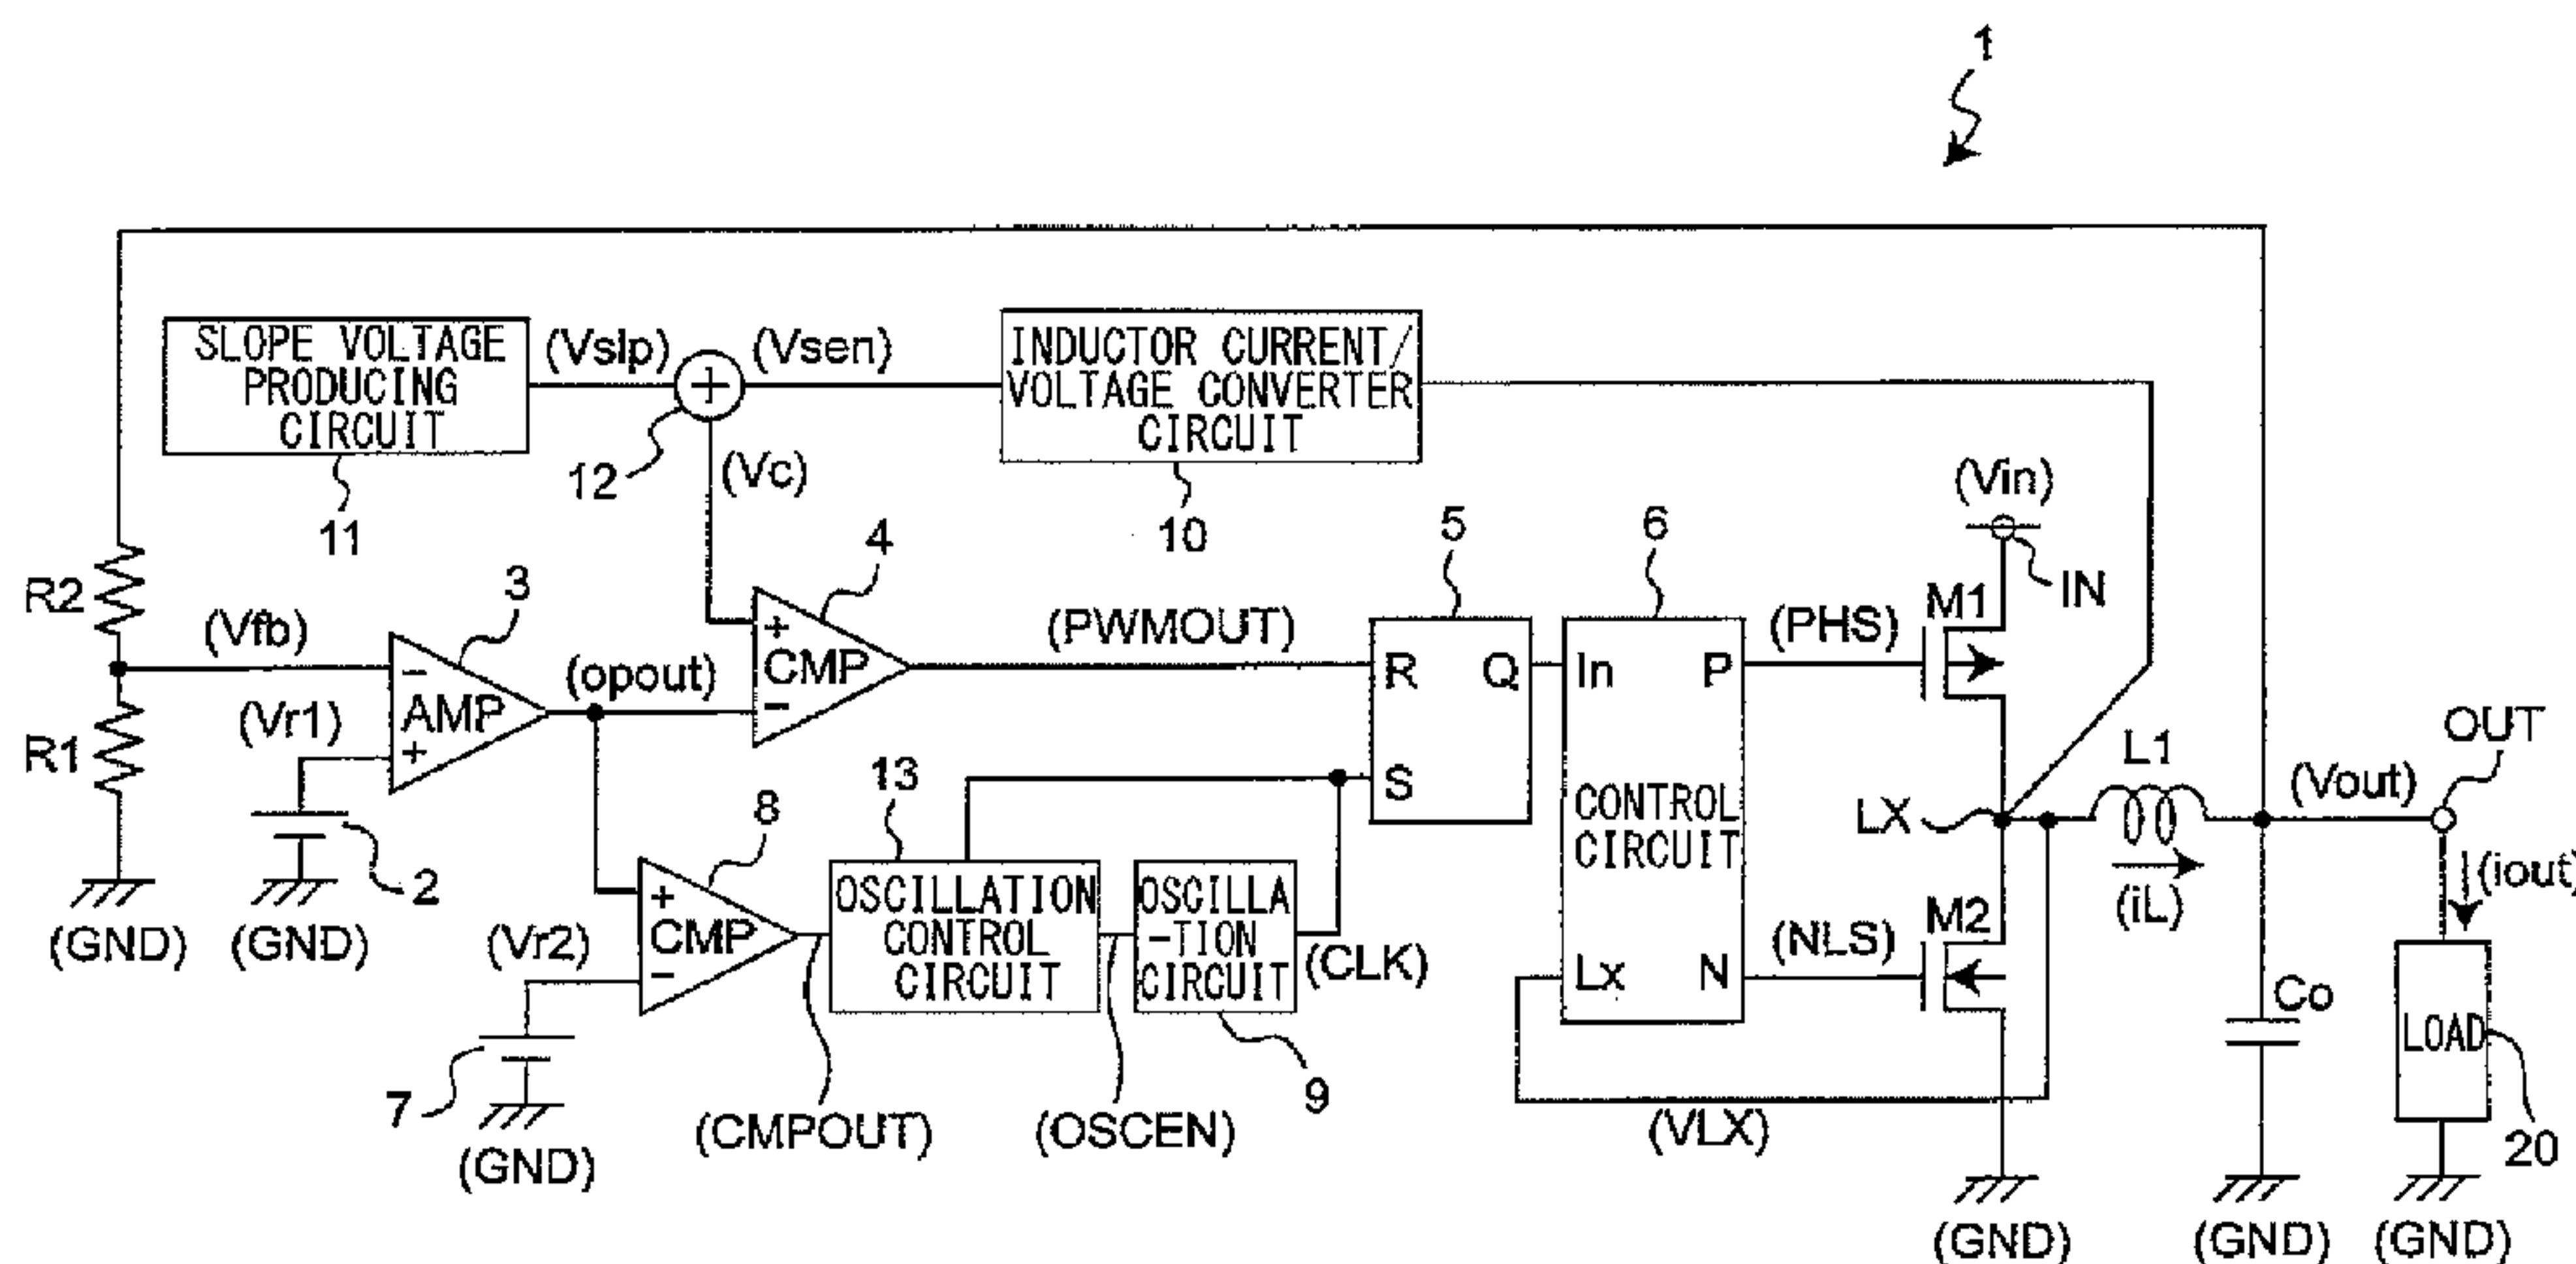 1
SLOPE VOLTAGE
PRODUCING
CIRCUIT
(Vslp)
(Vsen)
INDUCTOR CURRENT/
VOLTAGE CONVERTER
CIRCUIT
12
(Vc)
11
10
(Vin)
IN
R2
(Vfb)
3
4
(PWMOUT)
5
6
(PHS)
M1
- AMP +
(opout)
+ CMP -
R Q
S
In P
CONTROL
CIRCUIT
Lx N
R1
(Vr1)
2
(GND)
(GND)
13
8
+ CMP -
(Vr2)
OSCILLATION
CONTROL
CIRCUIT
OSCILLA
-TION
CIRCUIT
(CLK)
LX
L1
(iL)
(Vout)
OUT
(iout)
M2
(NLS)
Co
LOAD
20
7
(GND)
(CMPOUT)
(OSCEN)
9
(VLX)
(GND)
(GND)
(GND)